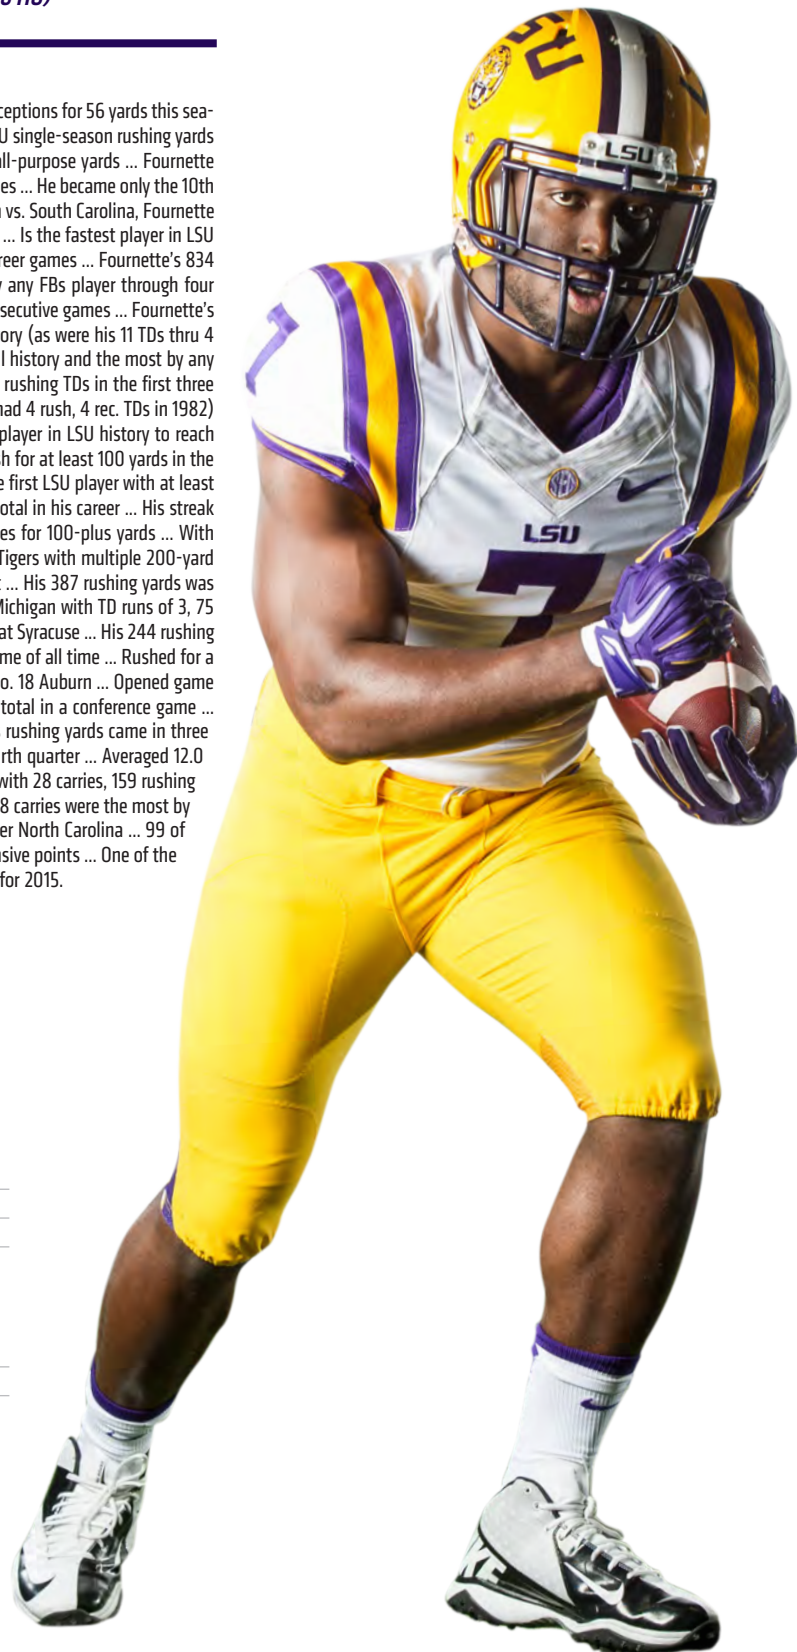 ceptions for 56 yards this sea-
U single-season rushing yards
all-purpose yards ... Fournette
es ... He became only the 10th
vs. South Carolina, Fournette
... Is the fastest player in LSU
reer games ... Fournette's 834
any FBs player through four
secutive games ... Fournette's
ory (as were his 11 TDs thru 4
l history and the most by any
rushing TDs in the first three
had 4 rush, 4 rec. TDs in 1982)
player in LSU history to reach
sh for at least 100 yards in the
e first LSU player with at least
otal in his career ... His streak
es for 100-plus yards ... With
Tigers with multiple 200-yard
... His 387 rushing yards was
Michigan with TD runs of 3, 75
at Syracuse ... His 244 rushing
me of all time ... Rushed for a
o. 18 Auburn ... Opened game
total in a conference game ...
rushing yards came in three
rth quarter ... Averaged 12.0
with 28 carries, 159 rushing
8 carries were the most by
er North Carolina ... 99 of
nsive points ... One of the
for 2015.
LSU
LSU
7
SEC
LSU
7
KE